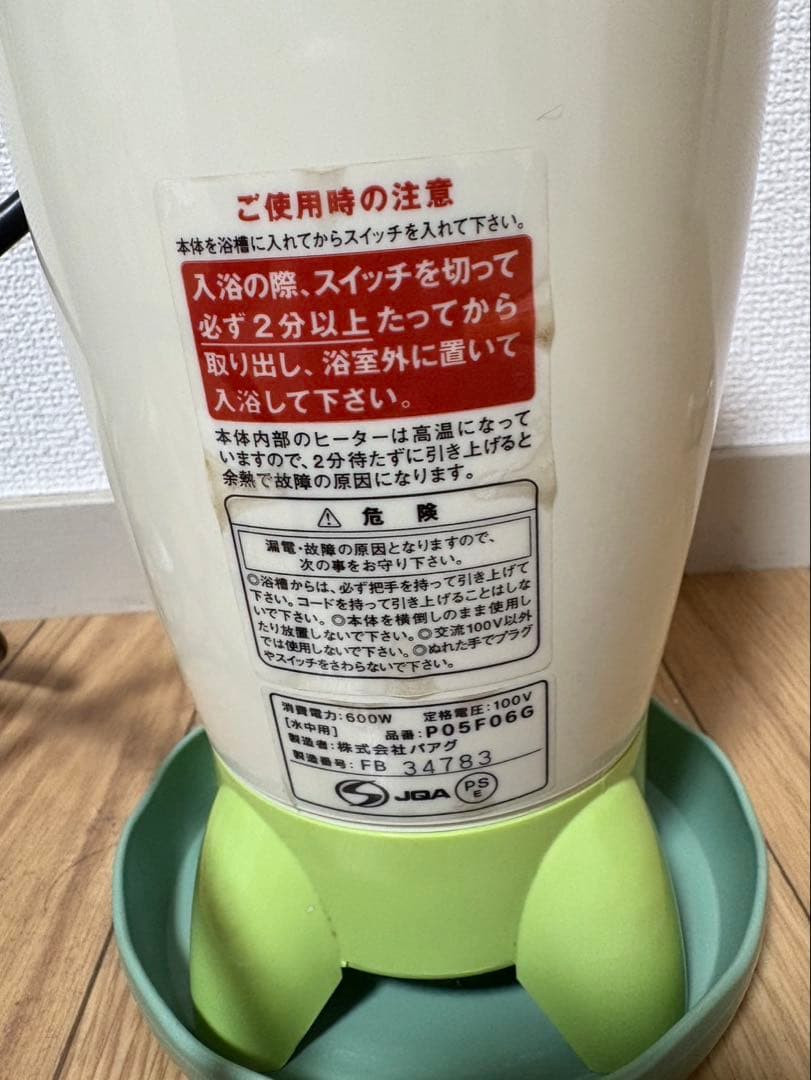 ご使用時の注意
本体を浴槽に入れてからスイッチを入れて下さい。
入浴の際、スイッチを切って
必ず2分以上たってから
取り出し、浴室外に置いて
入浴して下さい。
本体内部のヒーターは高温になって
いますので、2分待たずに引き上げると
余熱で故障の原因になります。
⚠ 危 険
漏電・故障の原因となりますので、
次の事をお守り下さい。
◎浴槽からは、必ず把手を持って引き上げて
下さい。コードを持って引き上げることはしな
いで下さい。◎本体を横倒しのまま使用し
たり放置しないで下さい。◎交流100V以外
では使用しないで下さい。◎ぬれた手でプラグ
やスイッチをさわらないで下さい。
消費電力:600W 定格電圧:100V
[水中用] 品番:P05F06G
製造者:株式会社パアグ
製造番号:FB 34783
JQA PSE